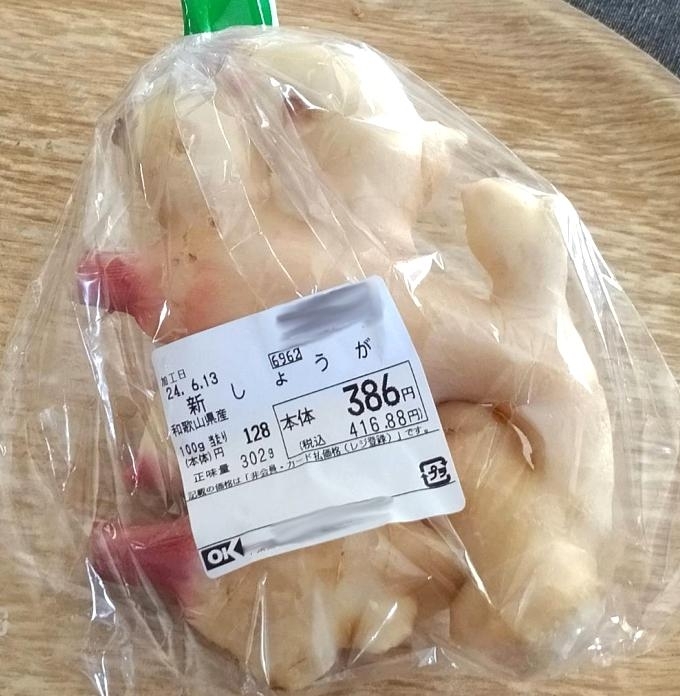 6962
加工日
24. 6.13
新しょうが
和歌山県産
100g 当たり
(本体)円 128
本体 386円
(税込 416.88円)
正味量 302g
記載の価格は「非会員・カード払価格(レジ登録)」です。
プラ
OK